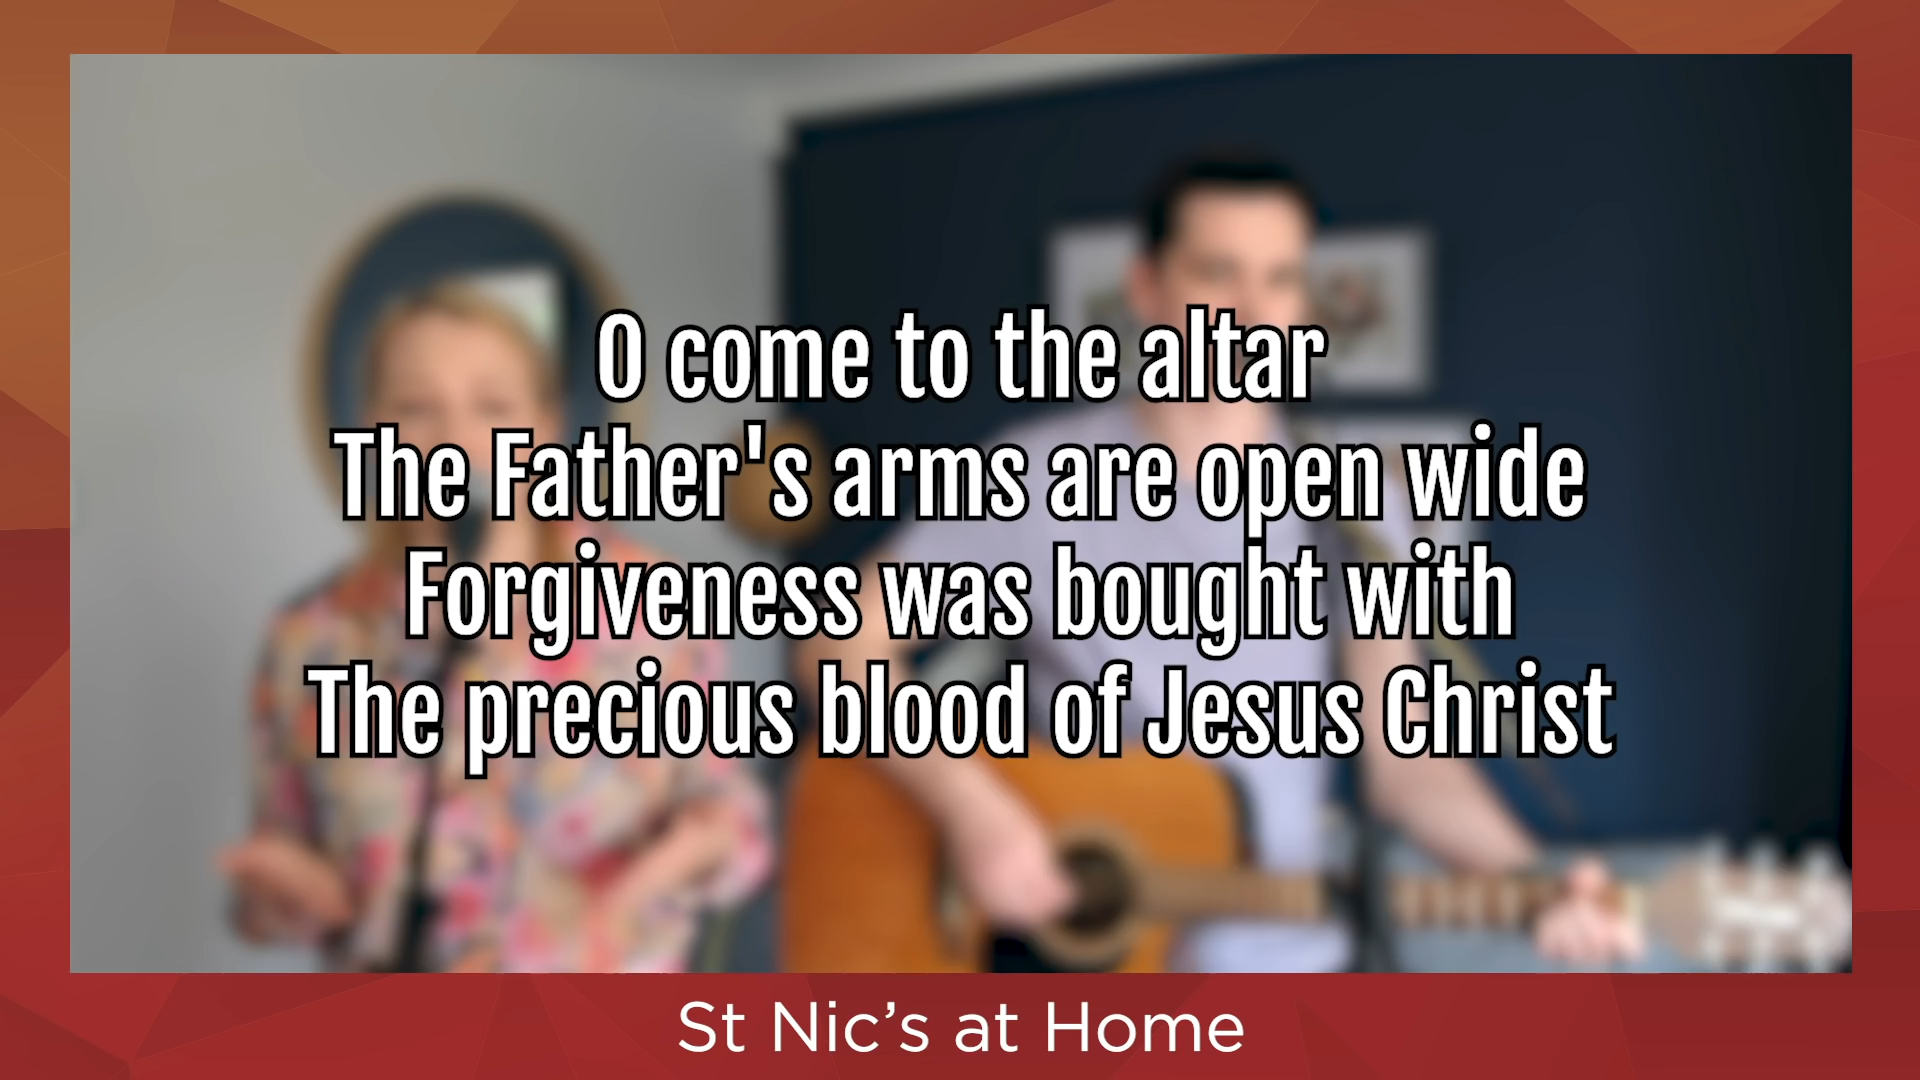 O come to the altar
The Father's arms are open wide
Forgiveness was bought with
The precious blood of Jesus Christ
St Nic’s at Home